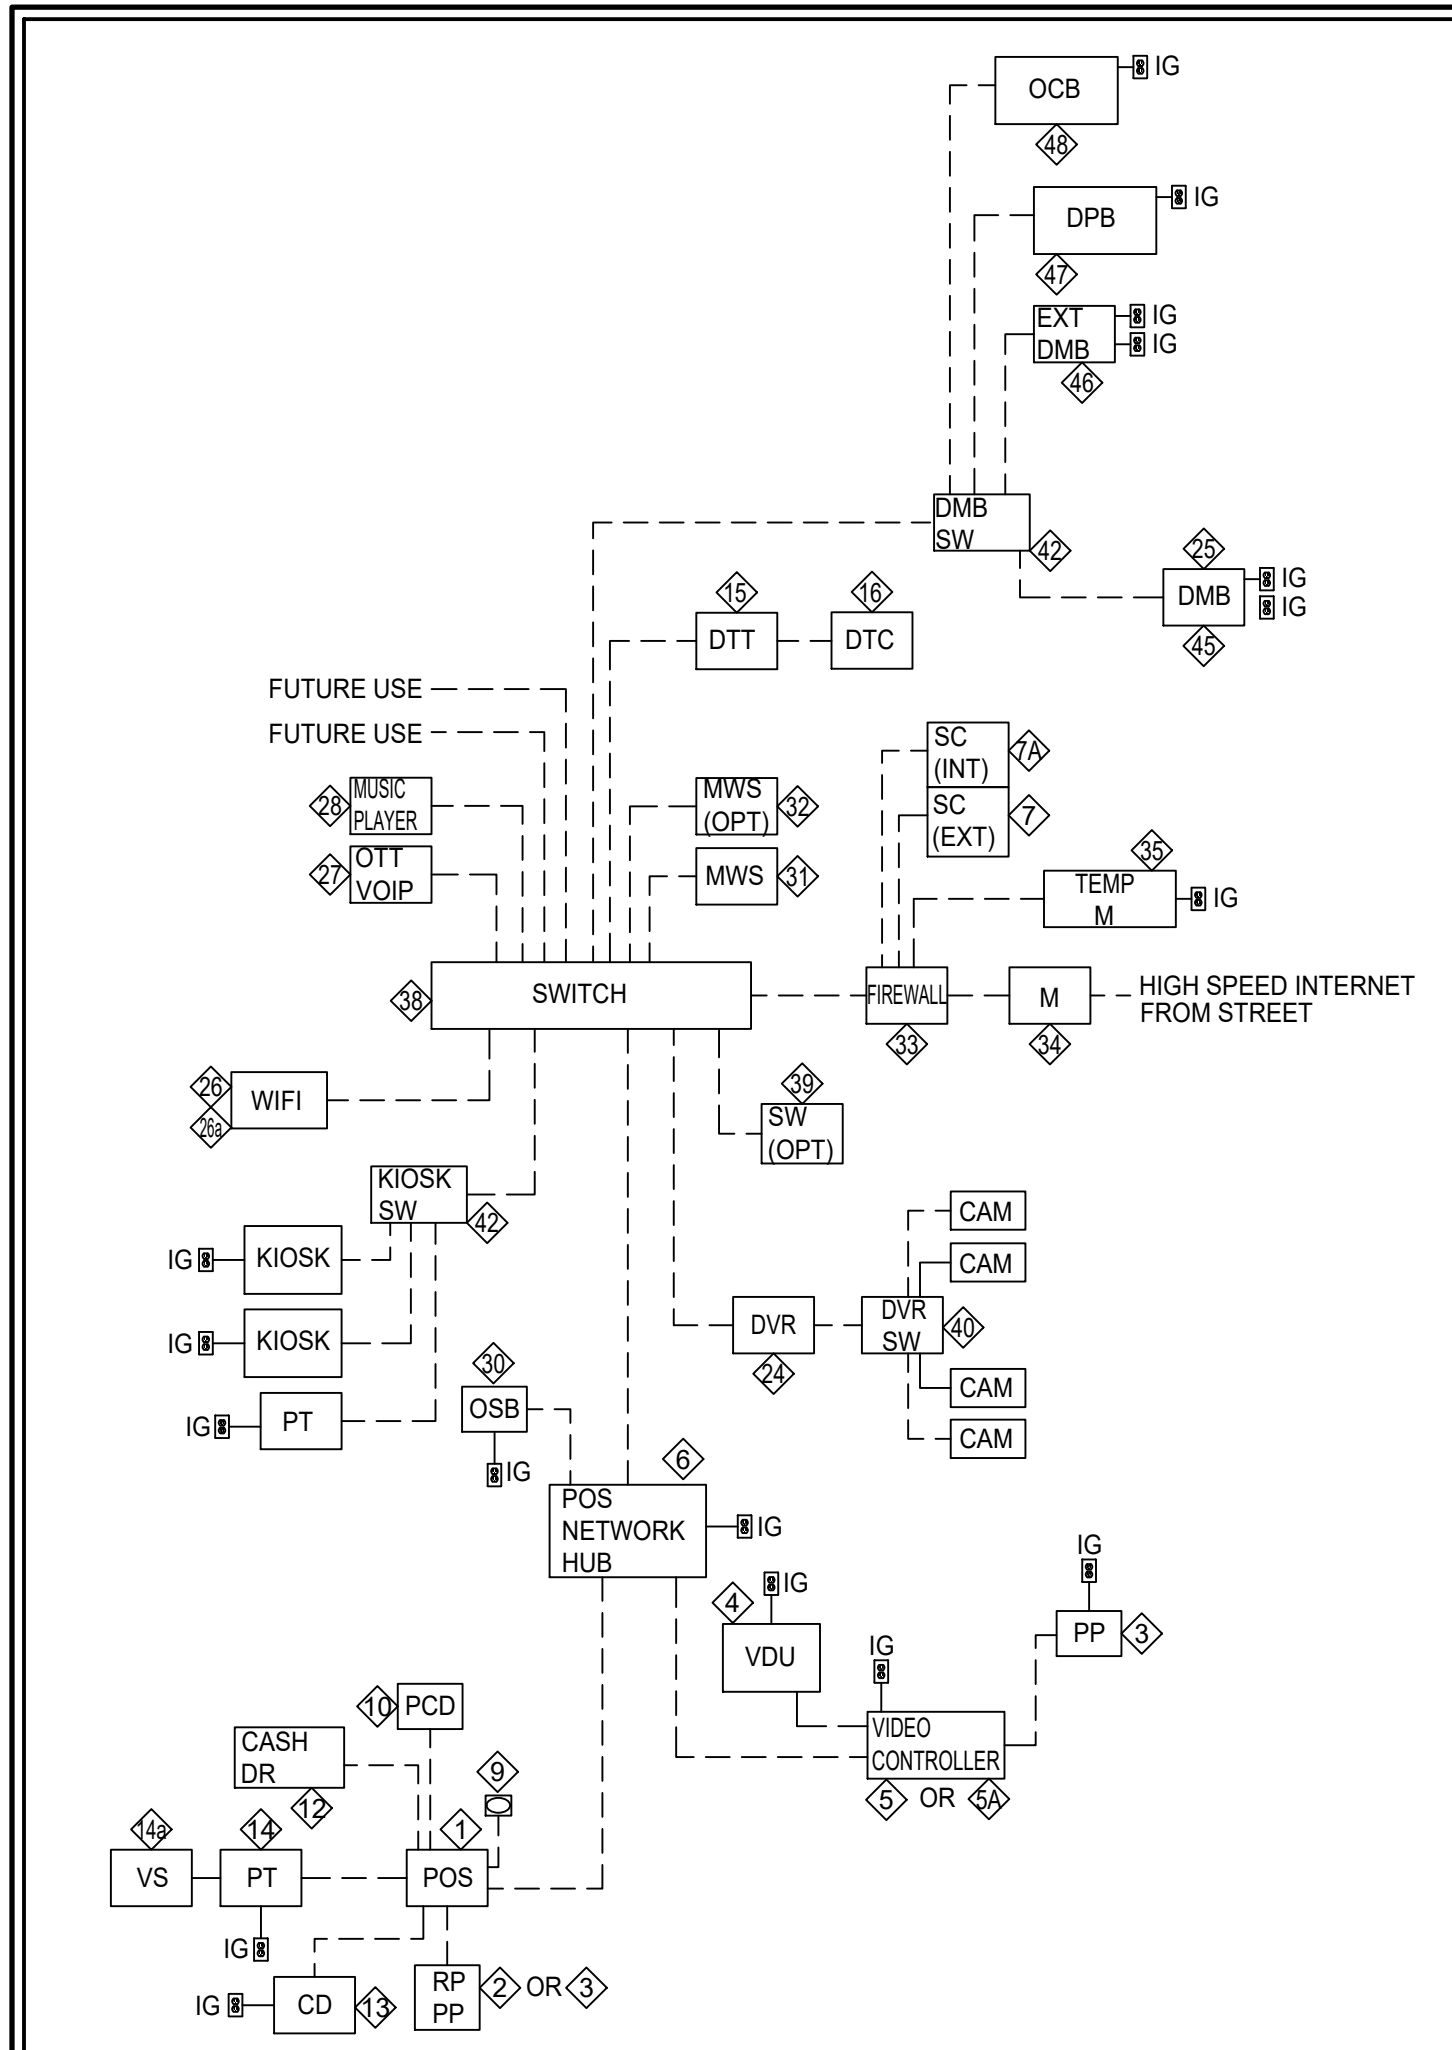 OCB
IG
48
DPB
IG
47
EXT
DMB
IG
IG
46
DMB
SW
42
25
DMB
IG
IG
45
15
DTT
16
DTC
FUTURE USE
FUTURE USE
28
MUSIC
PLAYER
27
OTT
VOIP
MWS
(OPT)
32
MWS
31
SC
(INT)
7A
SC
(EXT)
7
35
TEMP
M
IG
38
SWITCH
FIREWALL
33
M
34
HIGH SPEED INTERNET
FROM STREET
26
26a
WIFI
39
SW
(OPT)
KIOSK
SW
42
IG
KIOSK
IG
KIOSK
IG
PT
CAM
CAM
DVR
24
DVR
SW
40
CAM
CAM
30
OSB
IG
6
POS
NETWORK
HUB
IG
4
IG
VDU
IG
PP
3
IG
VIDEO
CONTROLLER
5 OR 5A
10
PCD
CASH
DR
12
9
14a
VS
14
PT
IG
1
POS
IG
CD
13
RP
PP
2 OR 3